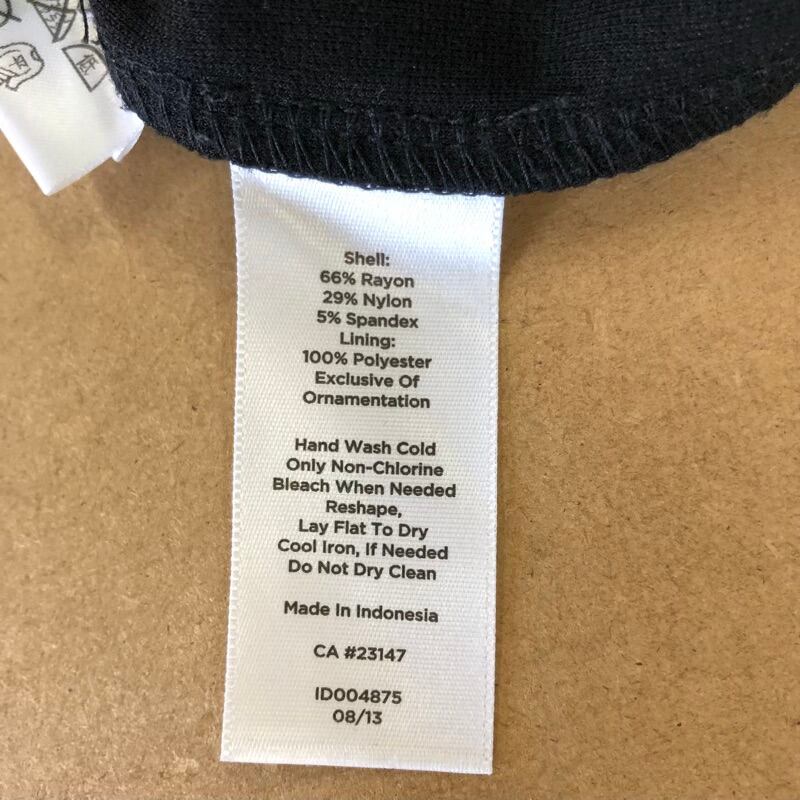 低
Shell:
66% Rayon
29% Nylon
5% Spandex
Lining:
100% Polyester
Exclusive Of
Ornamentation
Hand Wash Cold
Only Non-Chlorine
Bleach When Needed
Reshape,
Lay Flat To Dry
Cool Iron, If Needed
Do Not Dry Clean
Made In Indonesia
CA #23147
ID004875
08/13